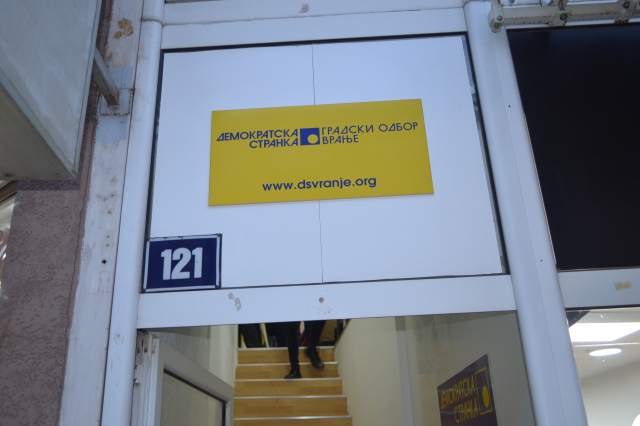 ДЕМОКРАТСКА ГРАДСКИ ОДБОР
СТРАНКА ВРАЊЕ
www.dsvranje.org
121
ДЕМОКРАТСКА
СТРАНКА